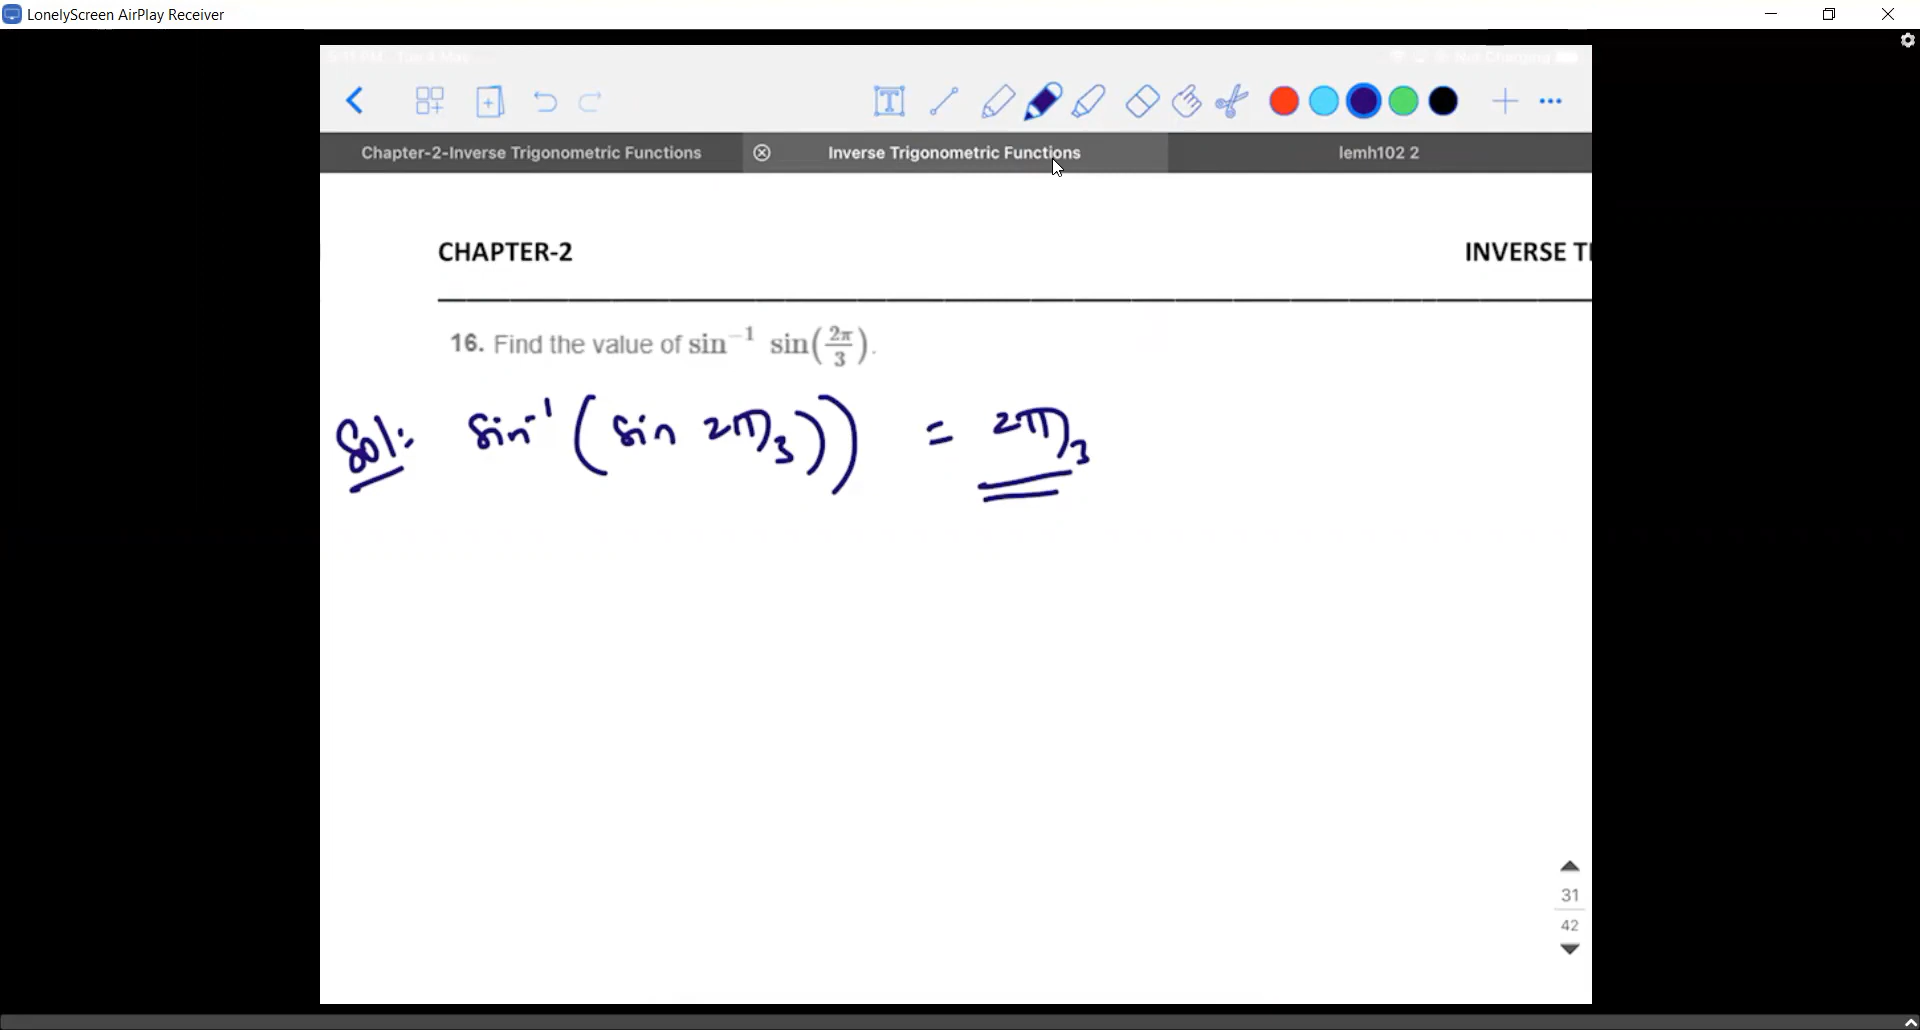 LonelyScreen AirPlay Receiver
Chapter-2-Inverse Trigonometric Functions
Inverse Trigonometric Functions
lemh102 2
CHAPTER-2
INVERSE TI
16. Find the value of sin⁻¹ sin(2π/3).
Sol: sin⁻¹ (sin 2π/3)) = 2π/3
31
42